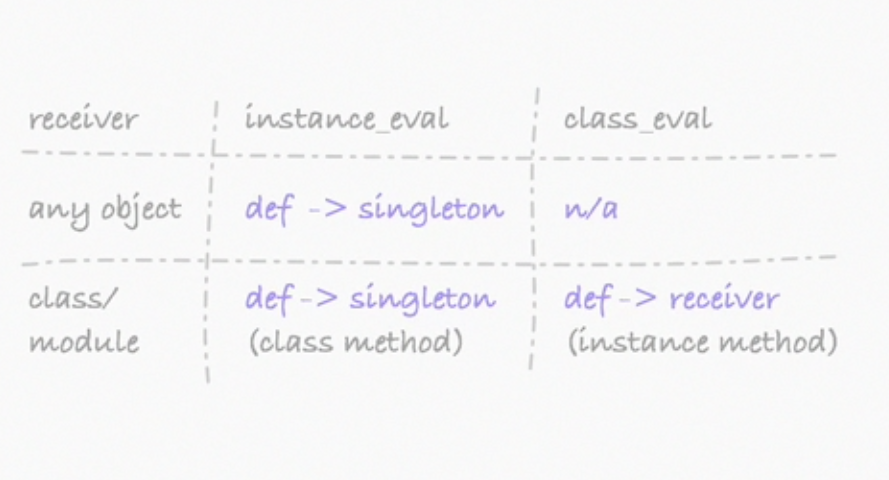 receiver instance_eval class_eval
any object def -> singleton n/a
class/ def -> singleton def -> receiver
module (class method) (instance method)